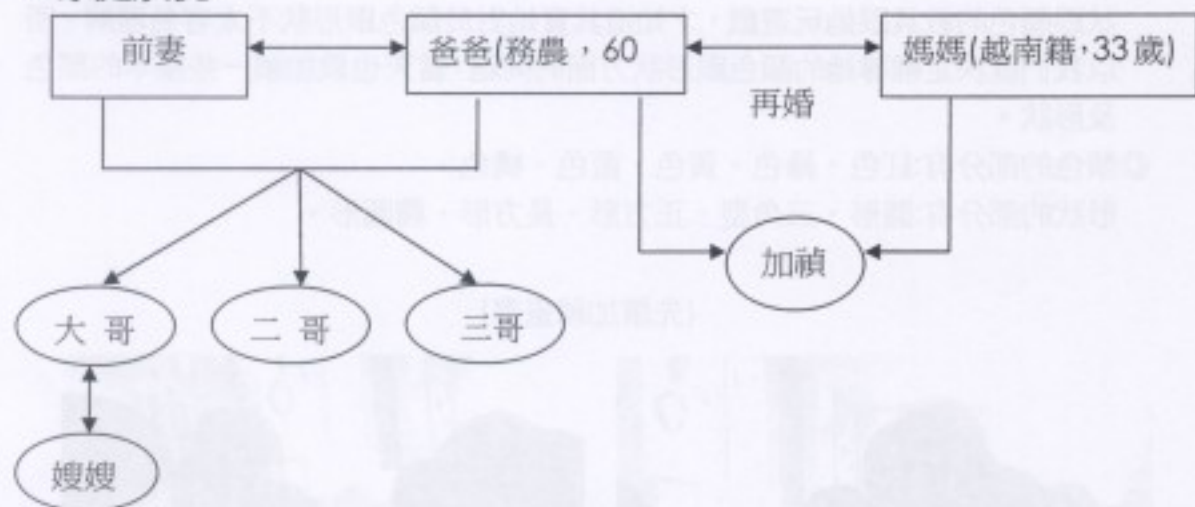 前妻
爸爸(務農，60
媽媽(越南籍，33歲)
再婚
加禎
大 哥
二 哥
三哥
嫂嫂